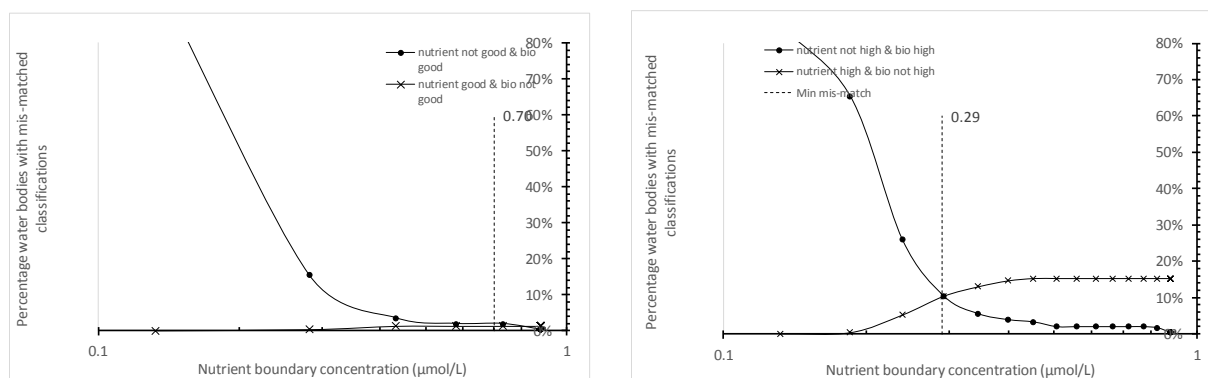 Percentage water bodies with mis-matched
classifications
nutrient not good & bio
good
nutrient good & bio not
good
0.76
80%
70%
60%
50%
40%
30%
20%
10%
0%
0.1
1
Nutrient boundary concentration (µmol/L)
Percentage water bodies with mis-matched
classifications
nutrient not high & bio high
nutrient high & bio not high
Min mis-match
0.29
80%
70%
60%
50%
40%
30%
20%
10%
0%
0.1
1
Nutrient boundary concentration (µmol/L)